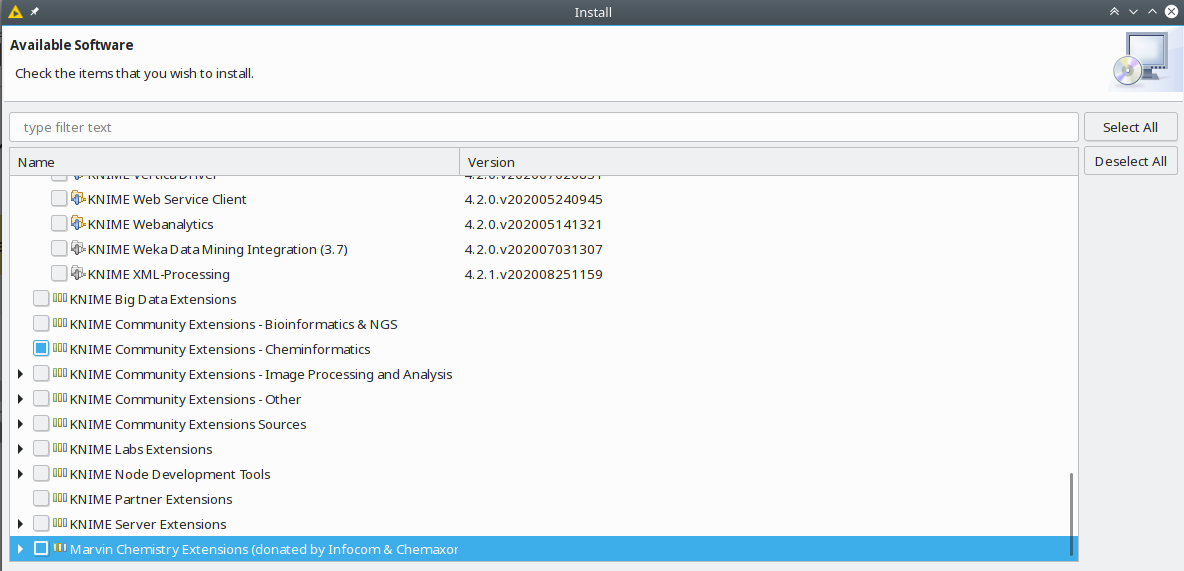 Install
Available Software
Check the items that you wish to install.
type filter text
Select All
Deselect All
Name Version
KNIME Vertica Driver 4.2.0.v202007020831
KNIME Web Service Client 4.2.0.v202005240945
KNIME Webanalytics 4.2.0.v202005141321
KNIME Weka Data Mining Integration (3.7) 4.2.0.v202007031307
KNIME XML-Processing 4.2.1.v202008251159
KNIME Big Data Extensions
KNIME Community Extensions - Bioinformatics & NGS
KNIME Community Extensions - Cheminformatics
KNIME Community Extensions - Image Processing and Analysis
KNIME Community Extensions - Other
KNIME Community Extensions Sources
KNIME Labs Extensions
KNIME Node Development Tools
KNIME Partner Extensions
KNIME Server Extensions
Marvin Chemistry Extensions (donated by Infocom & Chemaxor